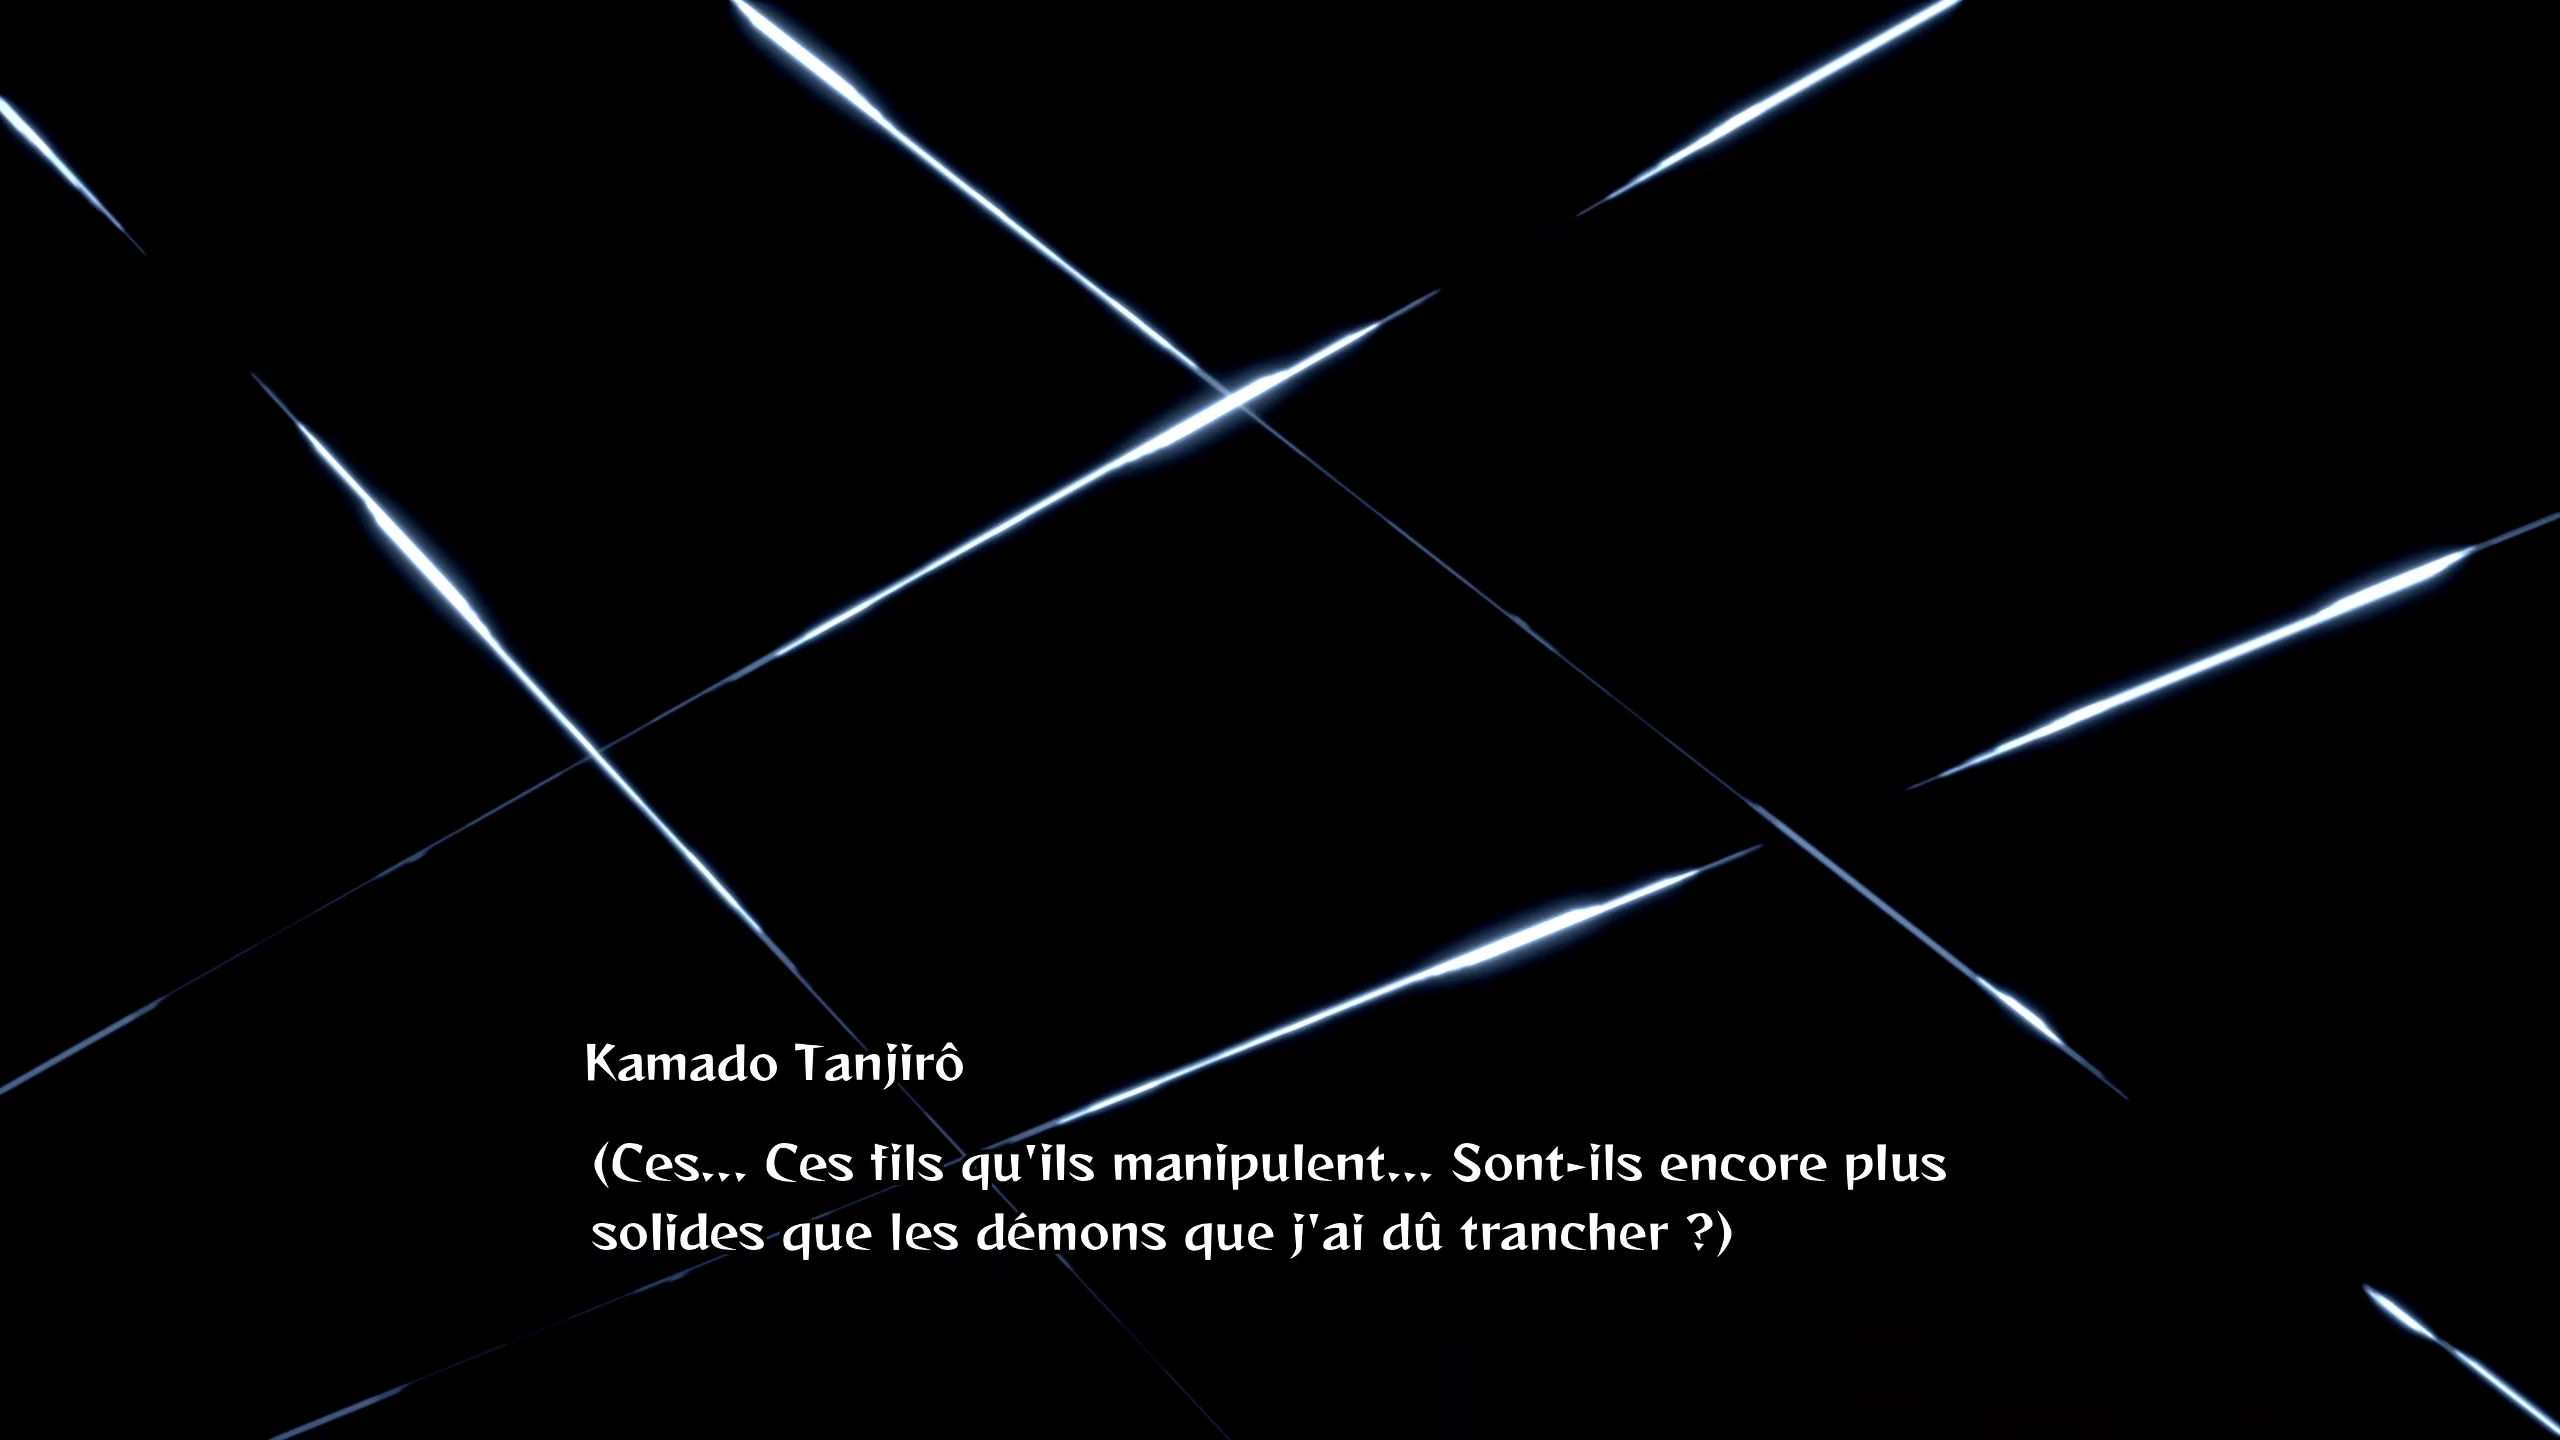 Kamado Tanjirô
(Ces... Ces fils qu'ils manipulent... Sont-ils encore plus
solides que les démons que j'ai dû trancher ?)